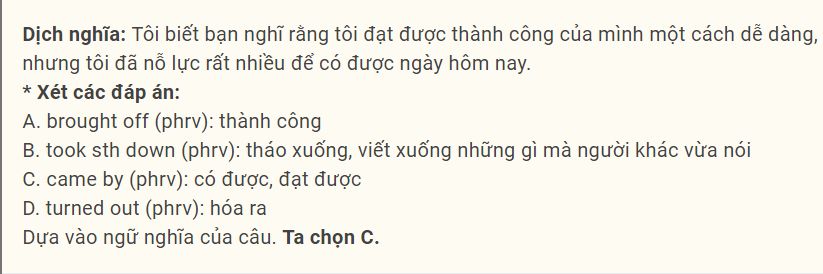 Dịch nghĩa: Tôi biết bạn nghĩ rằng tôi đạt được thành công của mình một cách dễ dàng,
nhưng tôi đã nỗ lực rất nhiều để có được ngày hôm nay.
* Xét các đáp án:
A. brought off (phrv): thành công
B. took sth down (phrv): tháo xuống, viết xuống những gì mà người khác vừa nói
C. came by (phrv): có được, đạt được
D. turned out (phrv): hóa ra
Dựa vào ngữ nghĩa của câu. Ta chọn C.